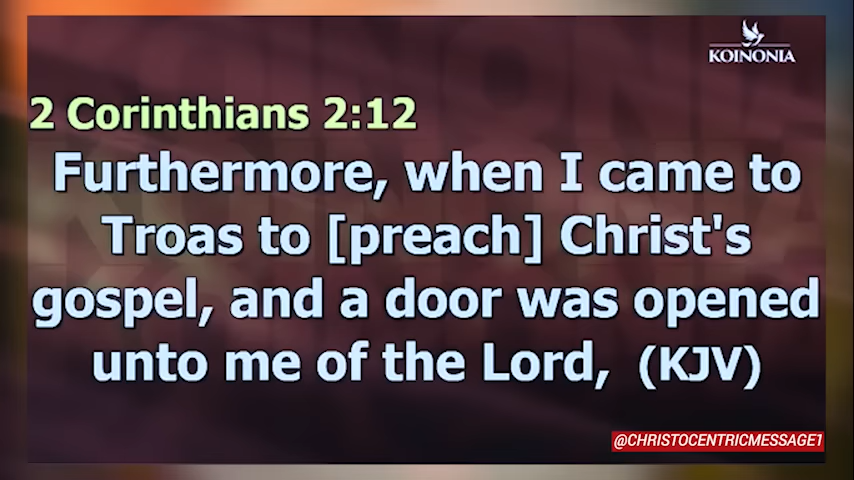 KOINONIA
2 Corinthians 2:12
Furthermore, when I came to
Troas to [preach] Christ's
gospel, and a door was opened
unto me of the Lord, (KJV)
@CHRISTOCENTRICMESSAGE1